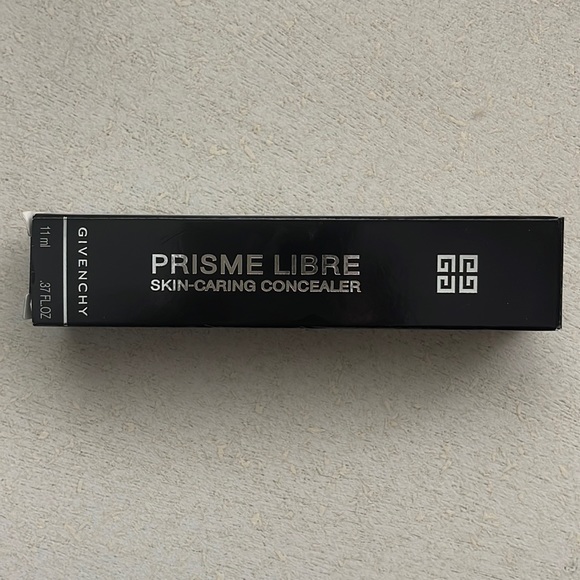 PRISME LIBRE
SKIN-CARING CONCEALER
GIVENCHY
11 ml .37 FL.OZ